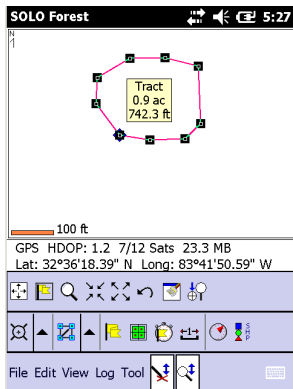 SOLO Forest 5:27
N
Tract
0.9 ac
742.3 ft
100 ft
GPS HDOP: 1.2 7/12 Sats 23.3 MB
Lat: 32°36'18.39" N Long: 83°41'50.59" W
1
SHP
File Edit View Log Tool